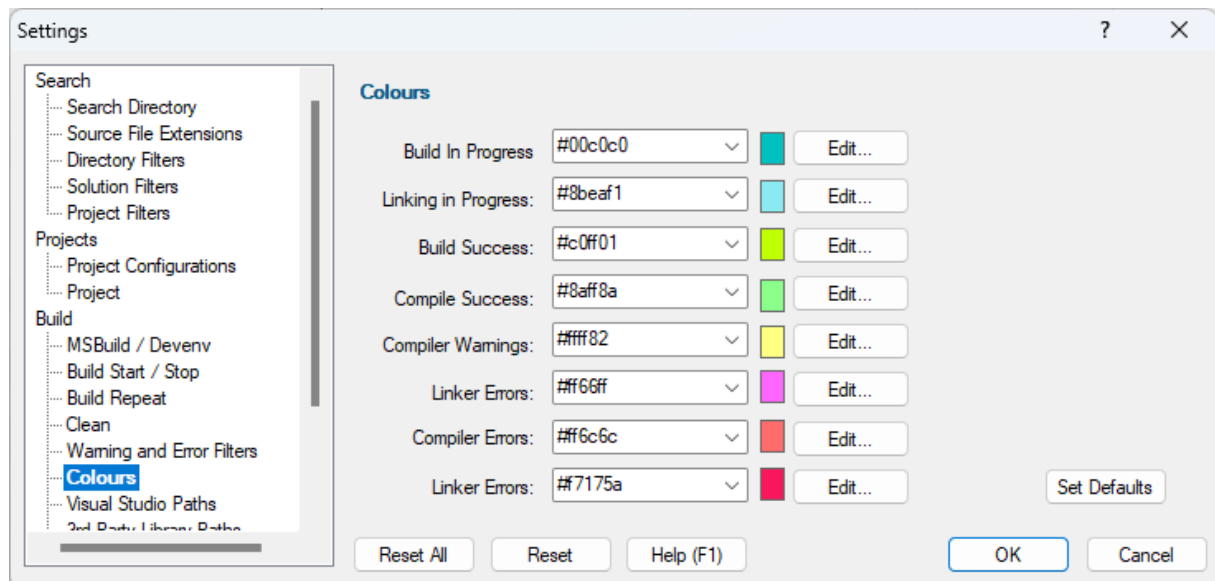 Settings
?
Search
Search Directory
Source File Extensions
Directory Filters
Solution Filters
Project Filters
Projects
Project Configurations
Project
Build
MSBuild / Devenv
Build Start / Stop
Build Repeat
Clean
Warning and Error Filters
Colours
Visual Studio Paths
3rd Party Library Paths
Colours
Build In Progress #00c0c0 Edit...
Linking in Progress: #8beaf1 Edit...
Build Success: #c0ff01 Edit...
Compile Success: #8aff8a Edit...
Compiler Warnings: #ffff82 Edit...
Linker Errors: #ff66ff Edit...
Compiler Errors: #ff6c6c Edit...
Linker Errors: #f7175a Edit...
Set Defaults
Reset All Reset Help (F1) OK Cancel